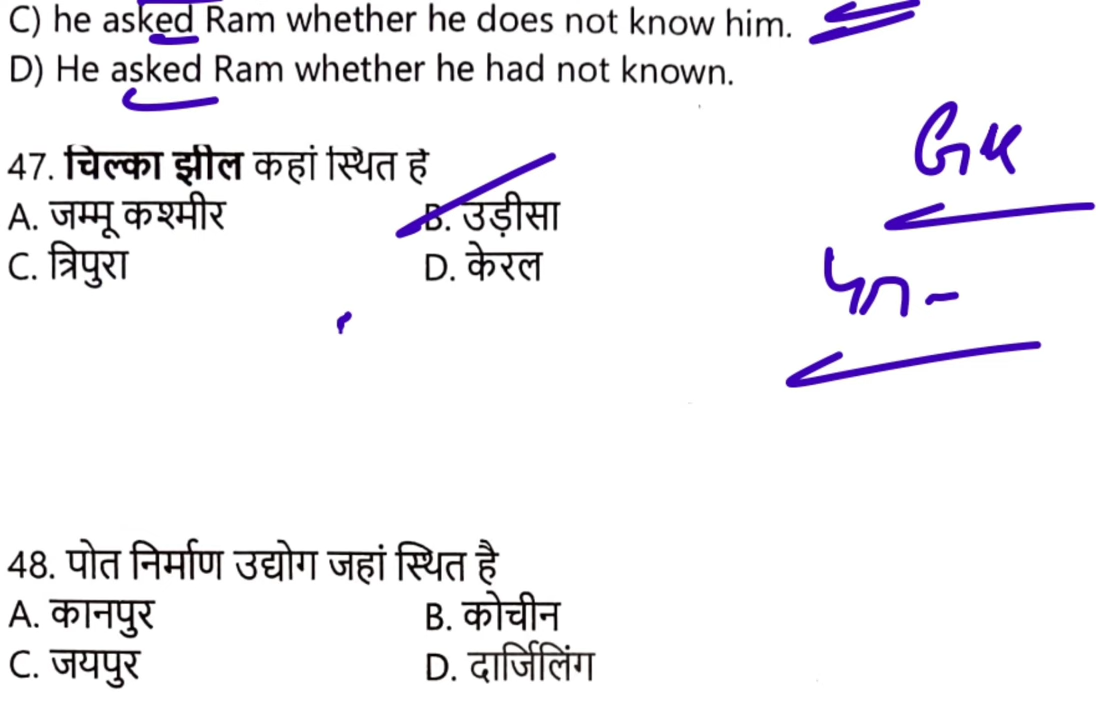 C) he asked Ram whether he does not know him.
D) He asked Ram whether he had not known.
47. चिल्का झील कहां स्थित है
A. जम्मू कश्मीर B. उड़ीसा
C. त्रिपुरा D. केरल
48. पोत निर्माण उद्योग जहां स्थित है
A. कानपुर B. कोचीन
C. जयपुर D. दार्जिलिंग